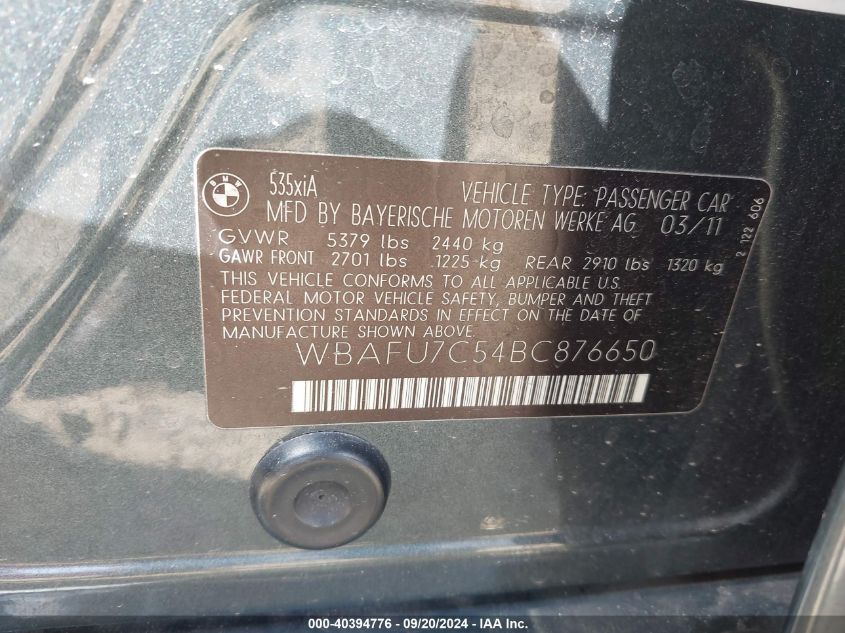 BMW
535xiA
VEHICLE TYPE: PASSENGER CAR
MFD BY BAYERISCHE MOTOREN WERKE AG 03/11
GVWR 5379 lbs 2440 kg
GAWR FRONT 2701 lbs 1225 kg REAR 2910 lbs 1320 kg
THIS VEHICLE CONFORMS TO ALL APPLICABLE U.S.
FEDERAL MOTOR VEHICLE SAFETY, BUMPER AND THEFT
PREVENTION STANDARDS IN EFFECT ON THE DATE OF
MANUFACTURE SHOWN ABOVE.
WBAFU7C54BC876650
2 122 606
000-40394776 - 09/20/2024 - IAAI.COM